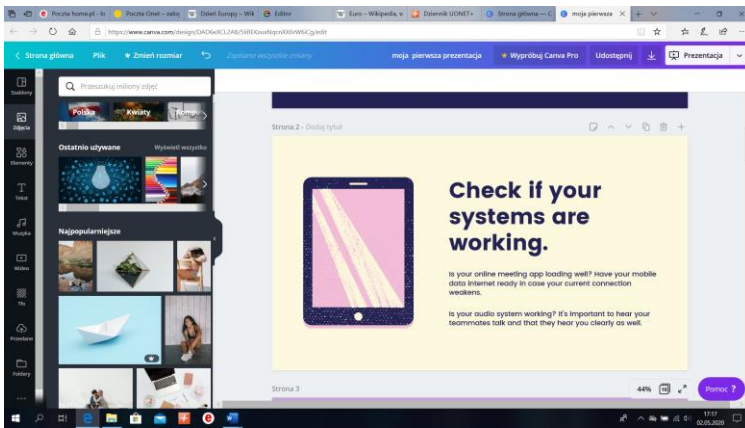 Poczta home.pl - lo
Poczta Onet – zalog
Dzień Europy – Wik
Editor
Euro – Wikipedia, w
Dziennik UONET+
Strona główna — C
moja pierwsza
https://www.canva.com/design/
Strona główna
Plik
Zmień rozmiar
Zapisano wszystkie zmiany
moja pierwsza prezentacja
Wypróbuj Canva Pro
Udostępnij
Prezentacja
Szablony
Zdjęcia
Elementy
Tekst
Muzyka
Wideo
Tło
Przesłane
Foldery
Przeszukuj miliony zdjęć
Polska
Kwiaty
Ostatnio używane
Wyświetl wszystko
Najpopularniejsze
Strona 2 - Dodaj tytuł
Check if your
systems are
working.
Is your online meeting app loading well? Have your mobile
data internet ready in case your current connection
weakens.
Is your audio system working? It's important to hear your
teammates talk and that they hear you clearly as well.
Strona 3
44%
Pomoc ?
17:17
02.05.2020